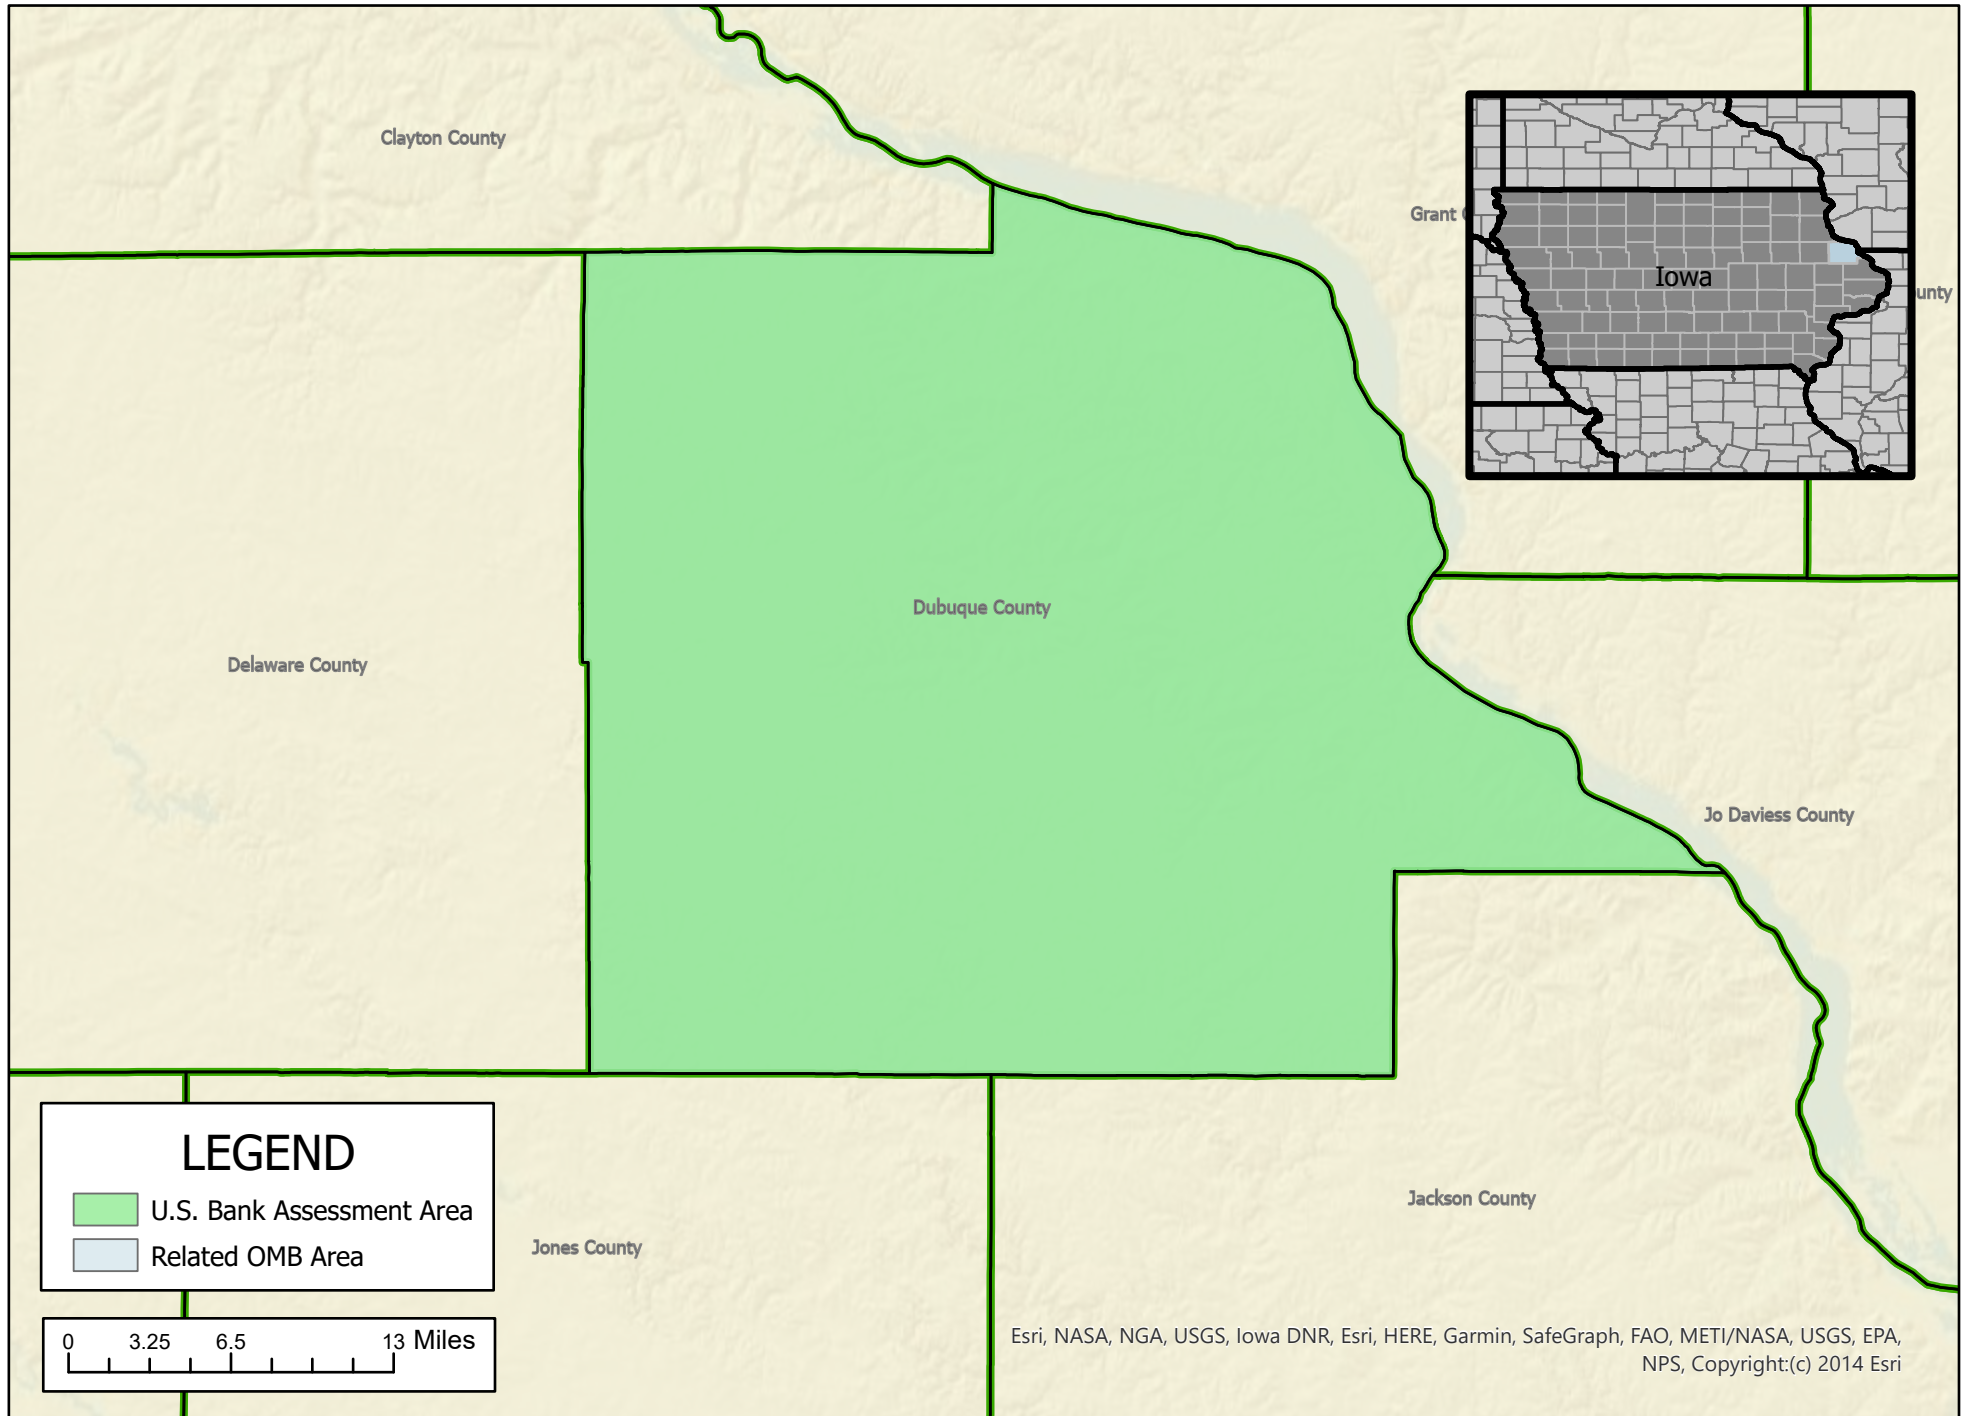 Clayton County
Grant
Iowa
unty
Dubuque County
Delaware County
Jo Daviess County
LEGEND
U.S. Bank Assessment Area
Related OMB Area
Jackson County
Jones County
0 3.25 6.5 13 Miles
Esri, NASA, NGA, USGS, Iowa DNR, Esri, HERE, Garmin, SafeGraph, FAO, METI/NASA, USGS, EPA,
NPS, Copyright:(c) 2014 Esri